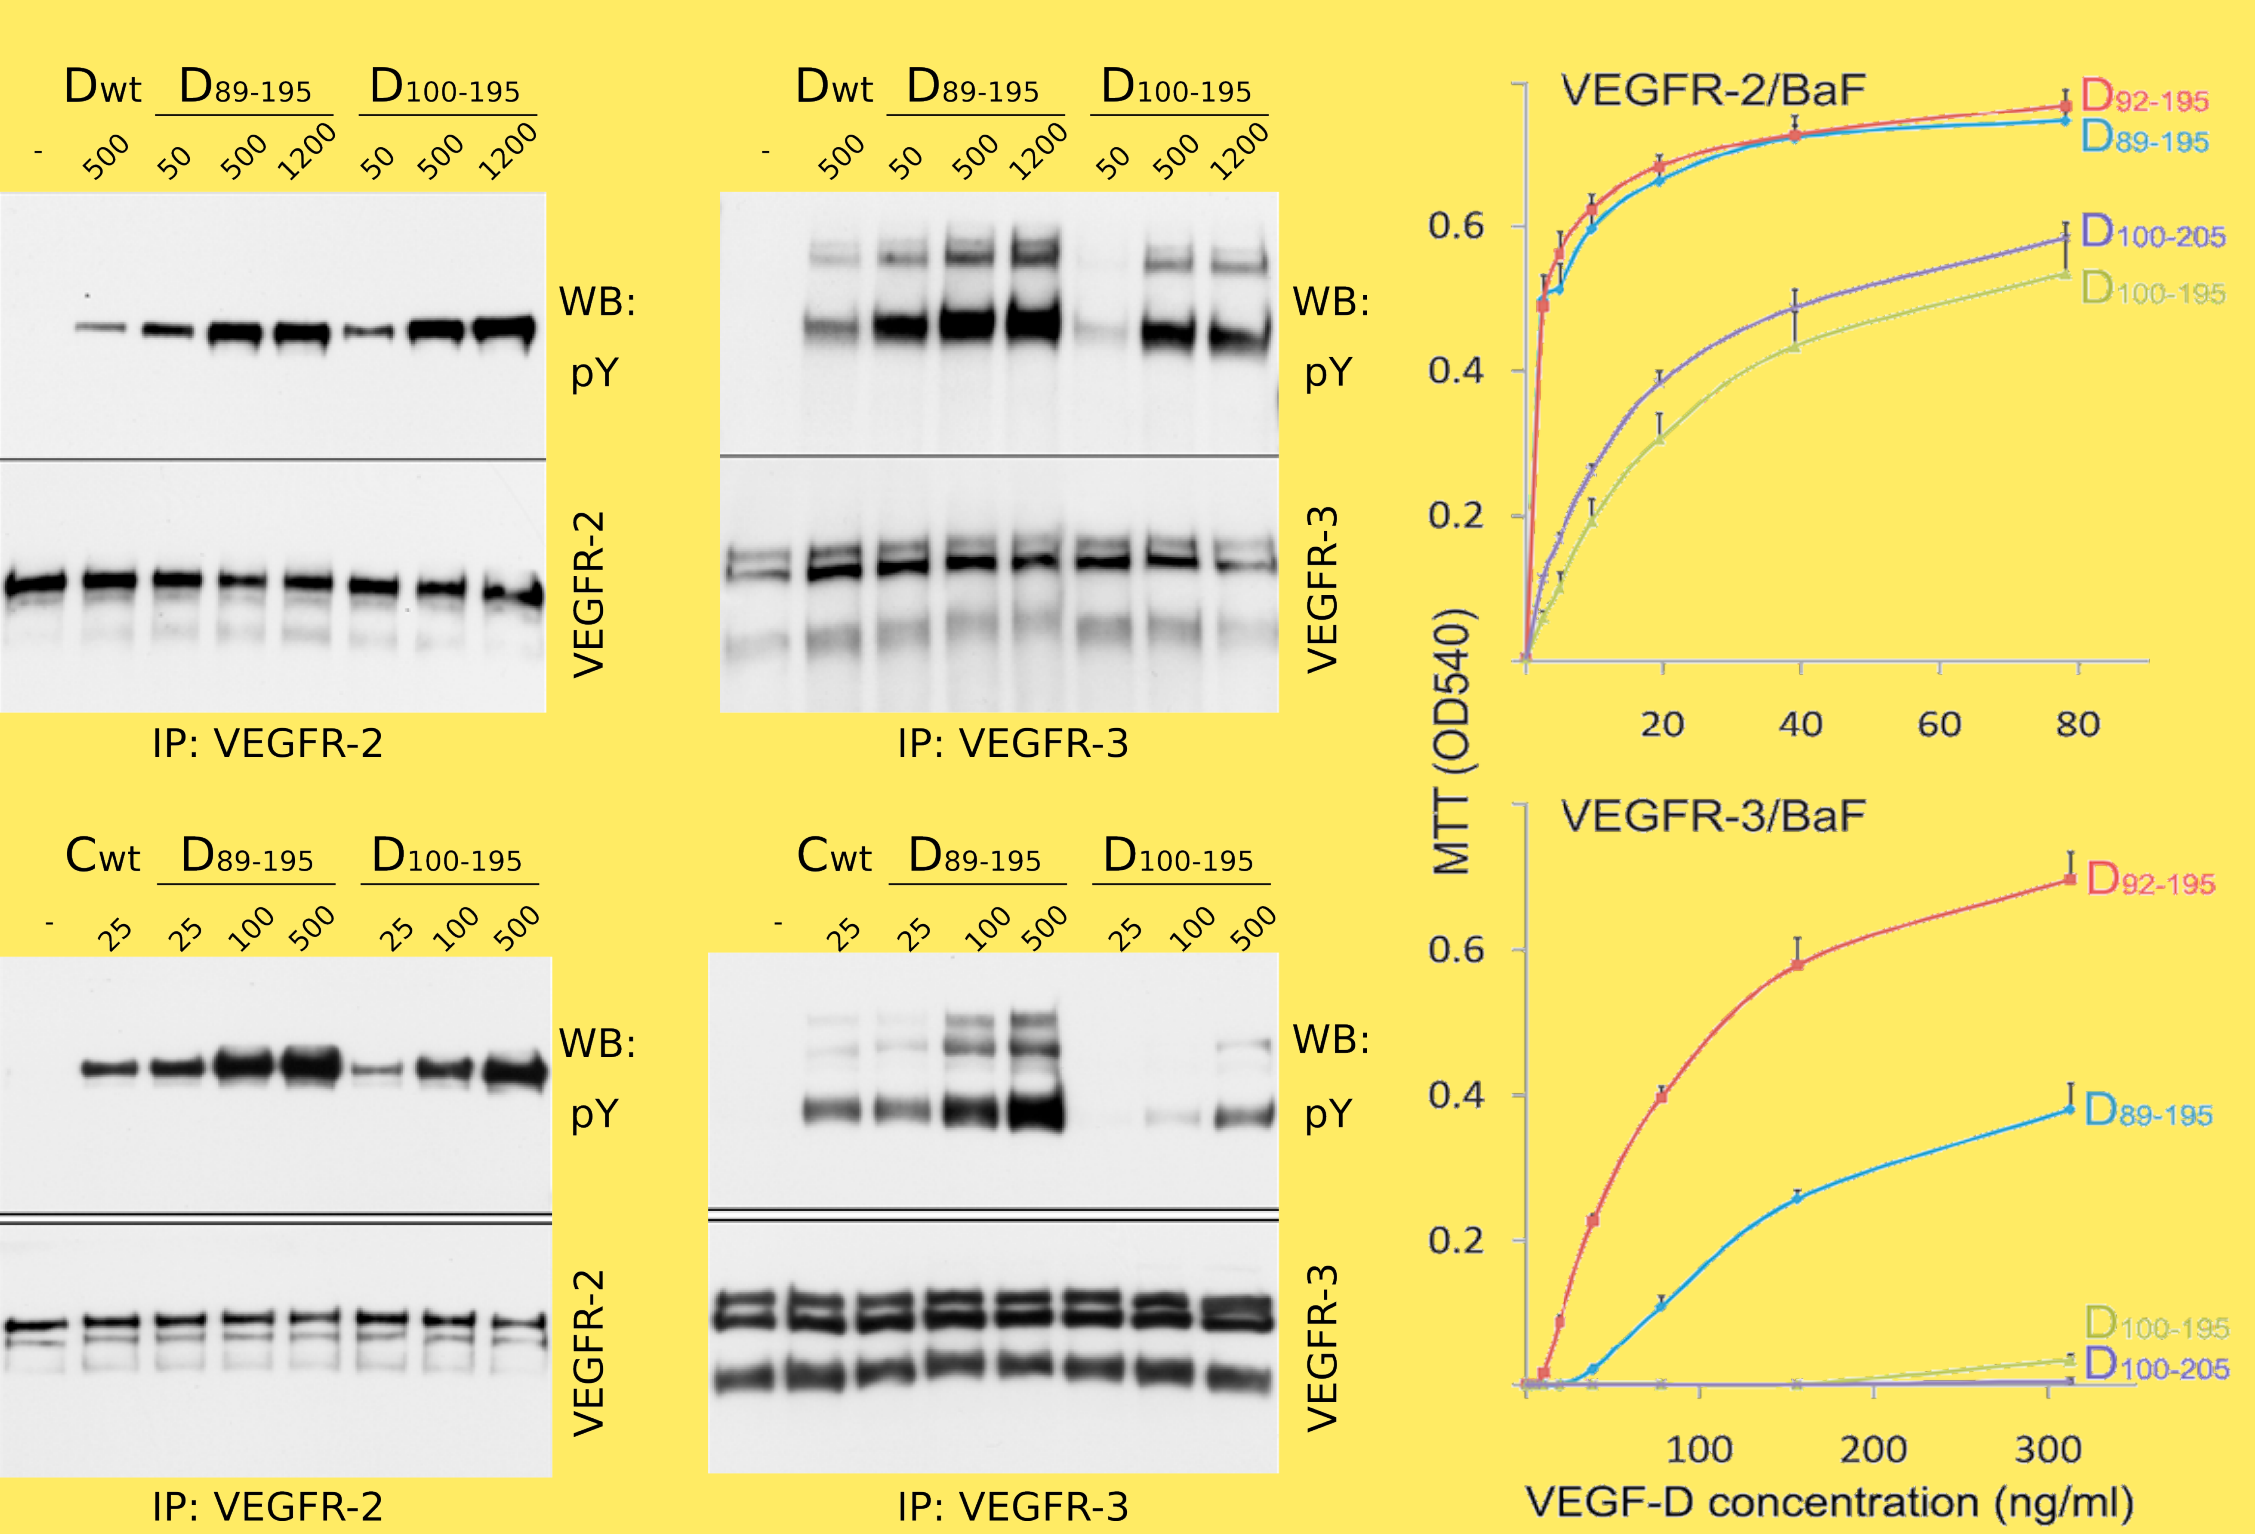 Dwt D89-195 D100-195
- 500 50 500 1200 50 500 1200
WB:
pY
VEGFR-2
IP: VEGFR-2
Dwt D89-195 D100-195
- 500 50 500 1200 50 500 1200
WB:
pY
VEGFR-3
IP: VEGFR-3
Cwt D89-195 D100-195
- 25 25 100 500 25 100 500
WB:
pY
VEGFR-2
IP: VEGFR-2
Cwt D89-195 D100-195
- 25 25 100 500 25 100 500
WB:
pY
VEGFR-3
IP: VEGFR-3
VEGFR-2/BaF
D92-195
D89-195
D100-205
D100-195
0.6
0.4
0.2
20 40 60 80
MTT (OD540)
VEGFR-3/BaF
D92-195
D89-195
D100-195
D100-205
0.6
0.4
0.2
100 200 300
VEGF-D concentration (ng/ml)